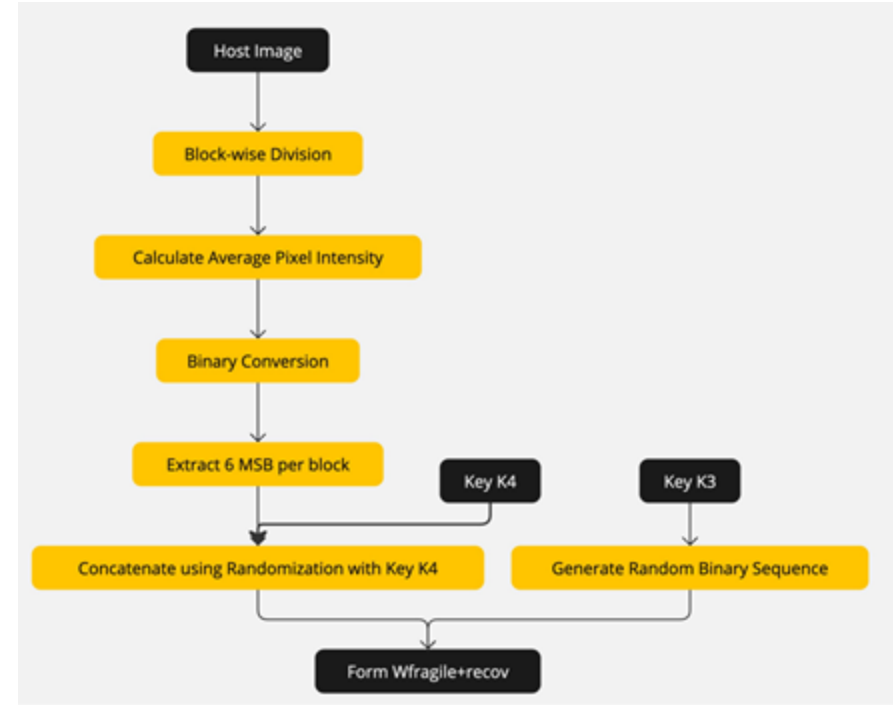 Host Image
Block-wise Division
Calculate Average Pixel Intensity
Binary Conversion
Extract 6 MSB per block
Key K4
Key K3
Concatenate using Randomization with Key K4
Generate Random Binary Sequence
Form Wfragile+recov